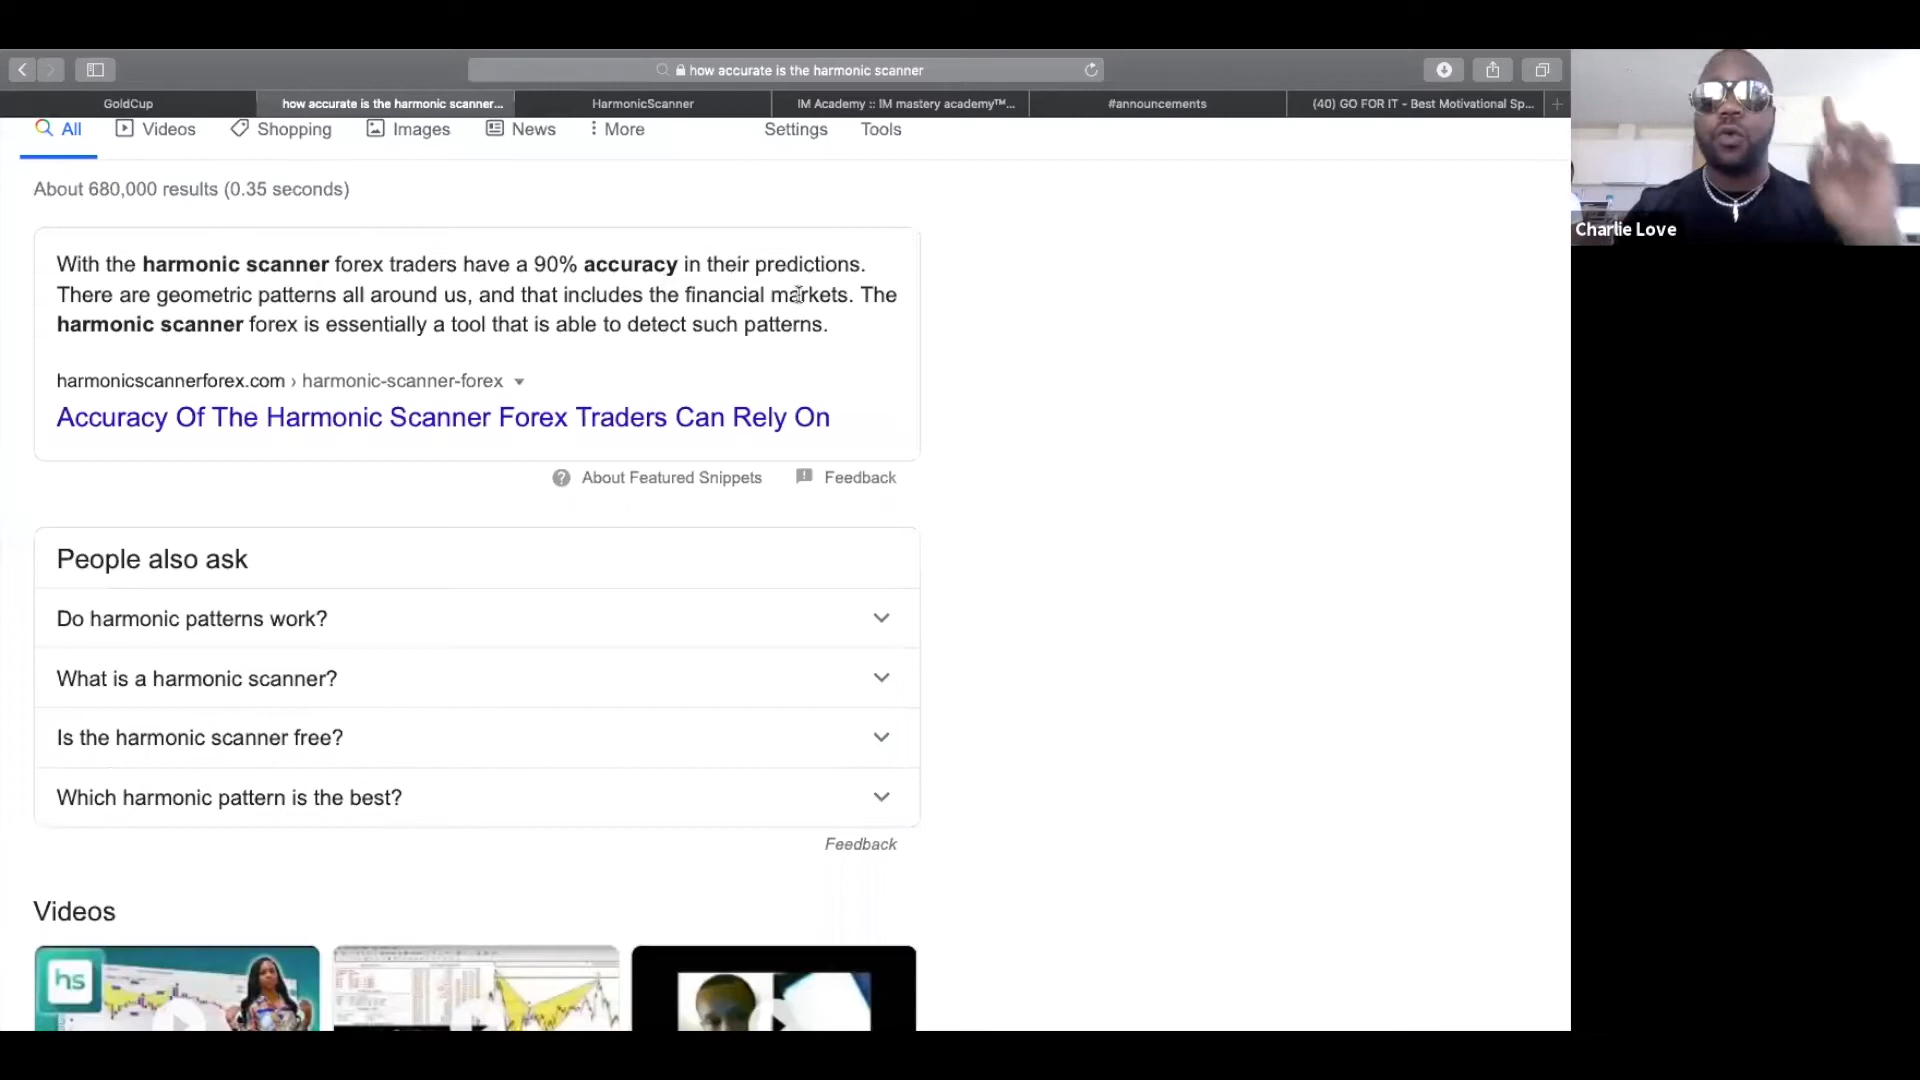 how accurate is the harmonic scanner
GoldCup
how accurate is the harmonic scanner...
HarmonicScanner
IM Academy :: IM mastery academy™...
#announcements
(40) GO FOR IT - Best Motivational Sp...
All
Videos
Shopping
Images
News
More
Settings
Tools
About 680,000 results (0.35 seconds)
With the harmonic scanner forex traders have a 90% accuracy in their predictions.
There are geometric patterns all around us, and that includes the financial markets. The
harmonic scanner forex is essentially a tool that is able to detect such patterns.
harmonicscannerforex.com › harmonic-scanner-forex
Accuracy Of The Harmonic Scanner Forex Traders Can Rely On
About Featured Snippets
Feedback
People also ask
Do harmonic patterns work?
What is a harmonic scanner?
Is the harmonic scanner free?
Which harmonic pattern is the best?
Feedback
Videos
hs
Charlie Love